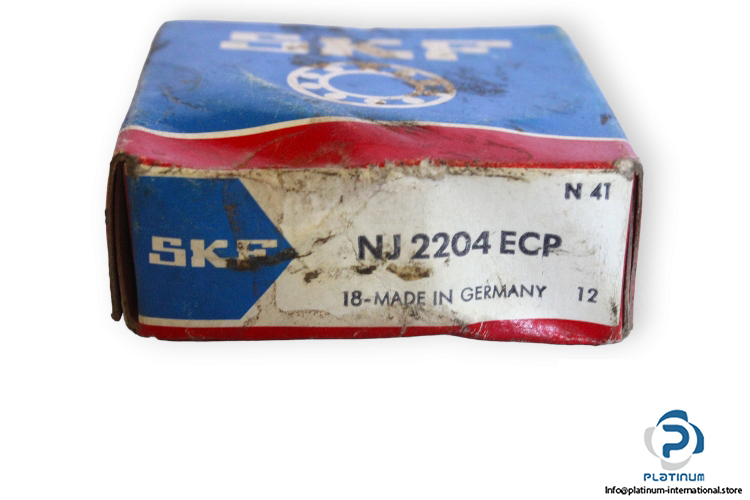 SKF
N 41
SKF
NJ 2204 ECP
18-MADE IN GERMANY 12
PLATINUM
Info@platinum-international.store